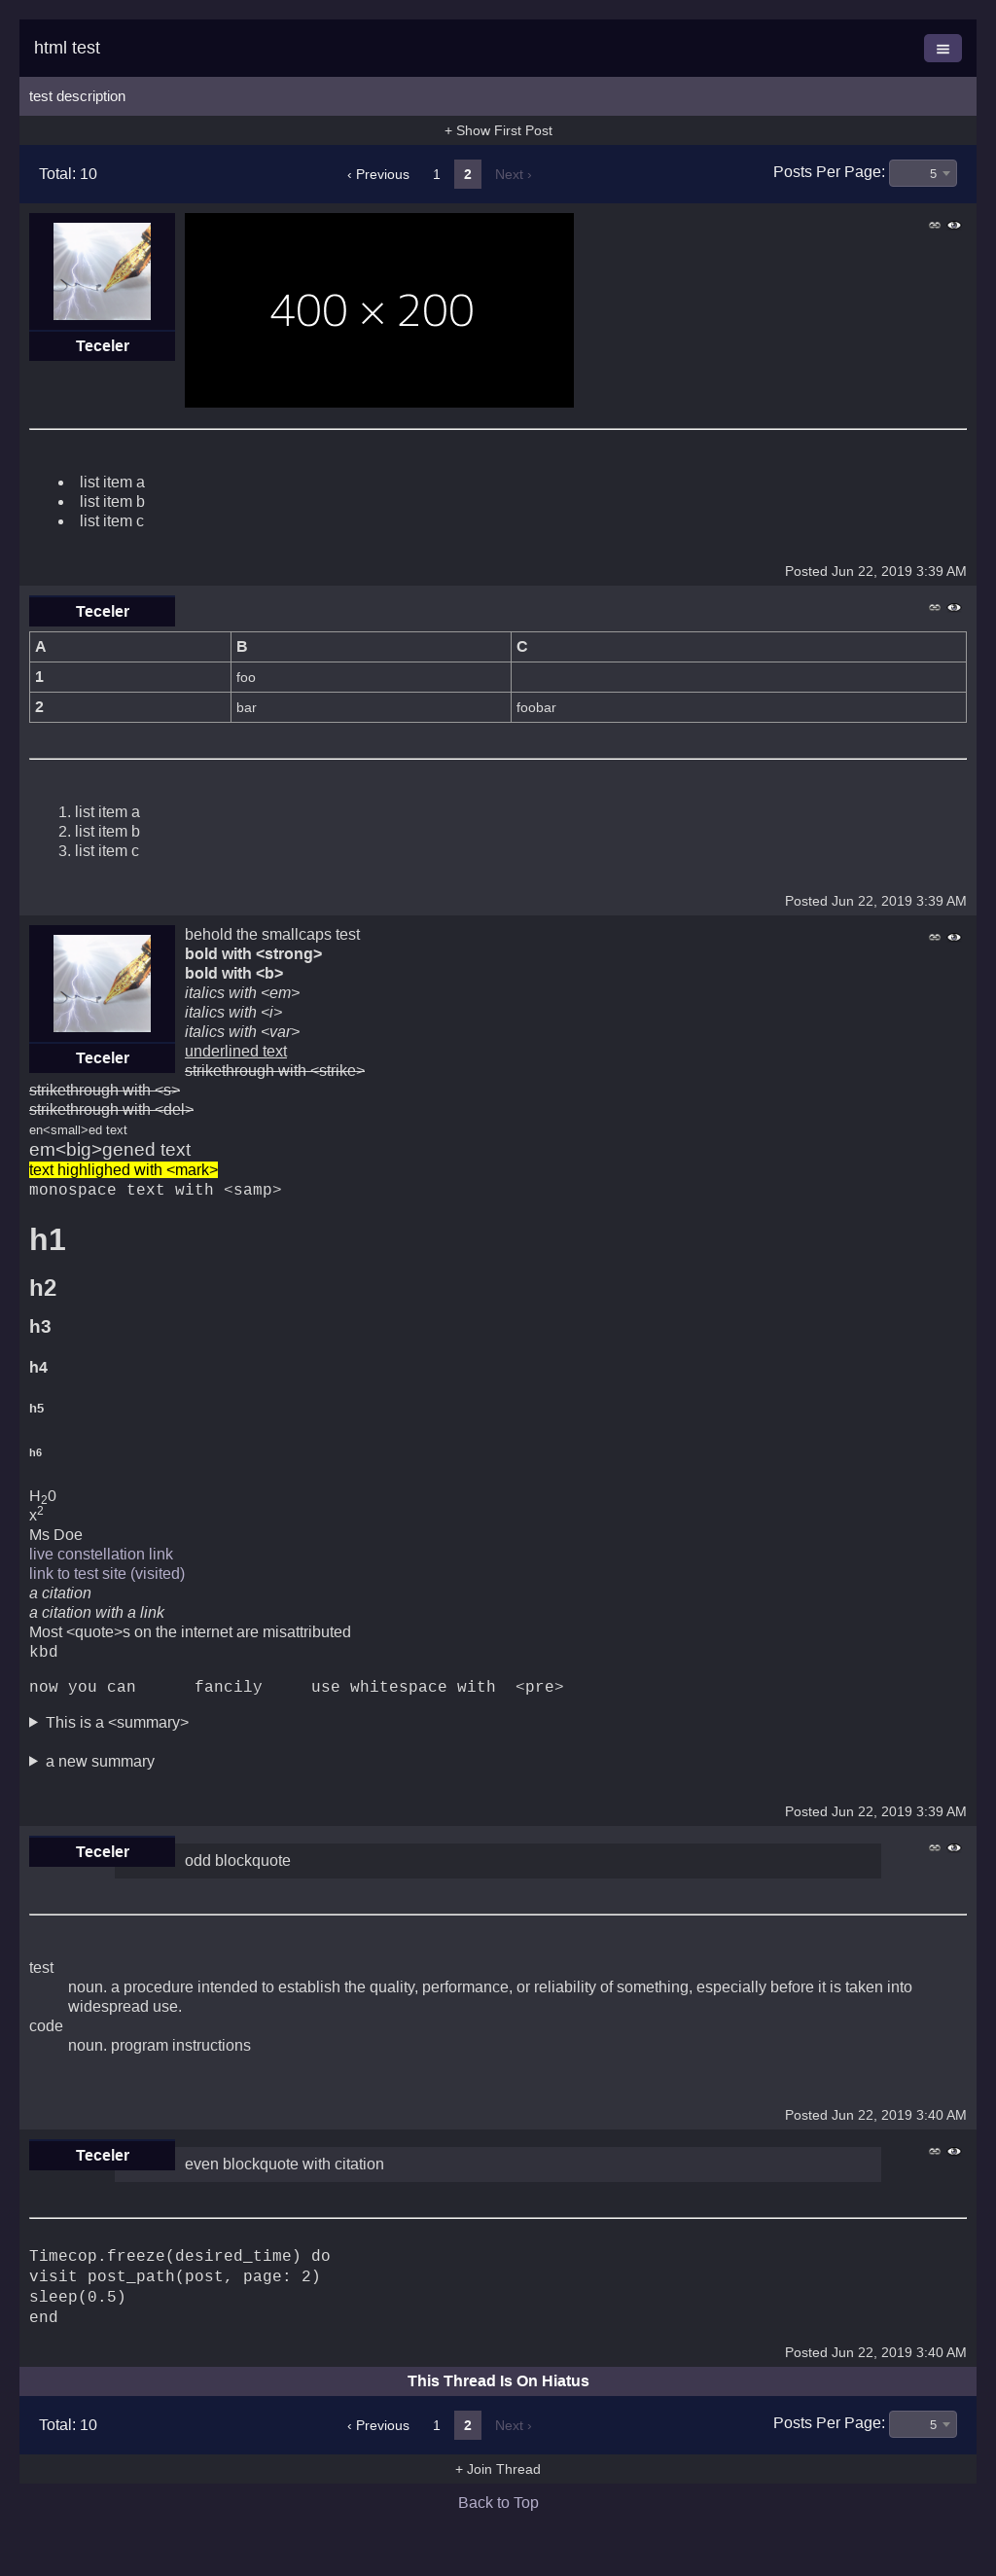 html test
test description
+ Show First Post
Total: 10 ‹ Previous 1 2 Next › Posts Per Page: 5
400 × 200
Teceler
• list item a
• list item b
• list item c
Posted Jun 22, 2019 3:39 AM
Teceler
A B C
1 foo
2 bar foobar
1. list item a
2. list item b
3. list item c
Posted Jun 22, 2019 3:39 AM
behold the smallcaps test
bold with <strong>
bold with <b>
italics with <em>
italics with <i>
italics with <var>
Teceler
underlined text
strikethrough with <strike>
strikethrough with <s>
strikethrough with <del>
en<small>ed text
em<big>gened text
text highlighed with <mark>
monospace text with <samp>
h1
h2
h3
h4
h5
h6
H20
x2
Ms Doe
live constellation link
link to test site (visited)
a citation
a citation with a link
Most <quote>s on the internet are misattributed
kbd
now you can      fancily     use whitespace with  <pre>
This is a <summary>
a new summary
Posted Jun 22, 2019 3:39 AM
Teceler
odd blockquote
test
noun. a procedure intended to establish the quality, performance, or reliability of something, especially before it is taken into
widespread use.
code
noun. program instructions
Posted Jun 22, 2019 3:40 AM
Teceler
even blockquote with citation
Timecop.freeze(desired_time) do
visit post_path(post, page: 2)
sleep(0.5)
end
Posted Jun 22, 2019 3:40 AM
This Thread Is On Hiatus
Total: 10 ‹ Previous 1 2 Next › Posts Per Page: 5
+ Join Thread
Back to Top